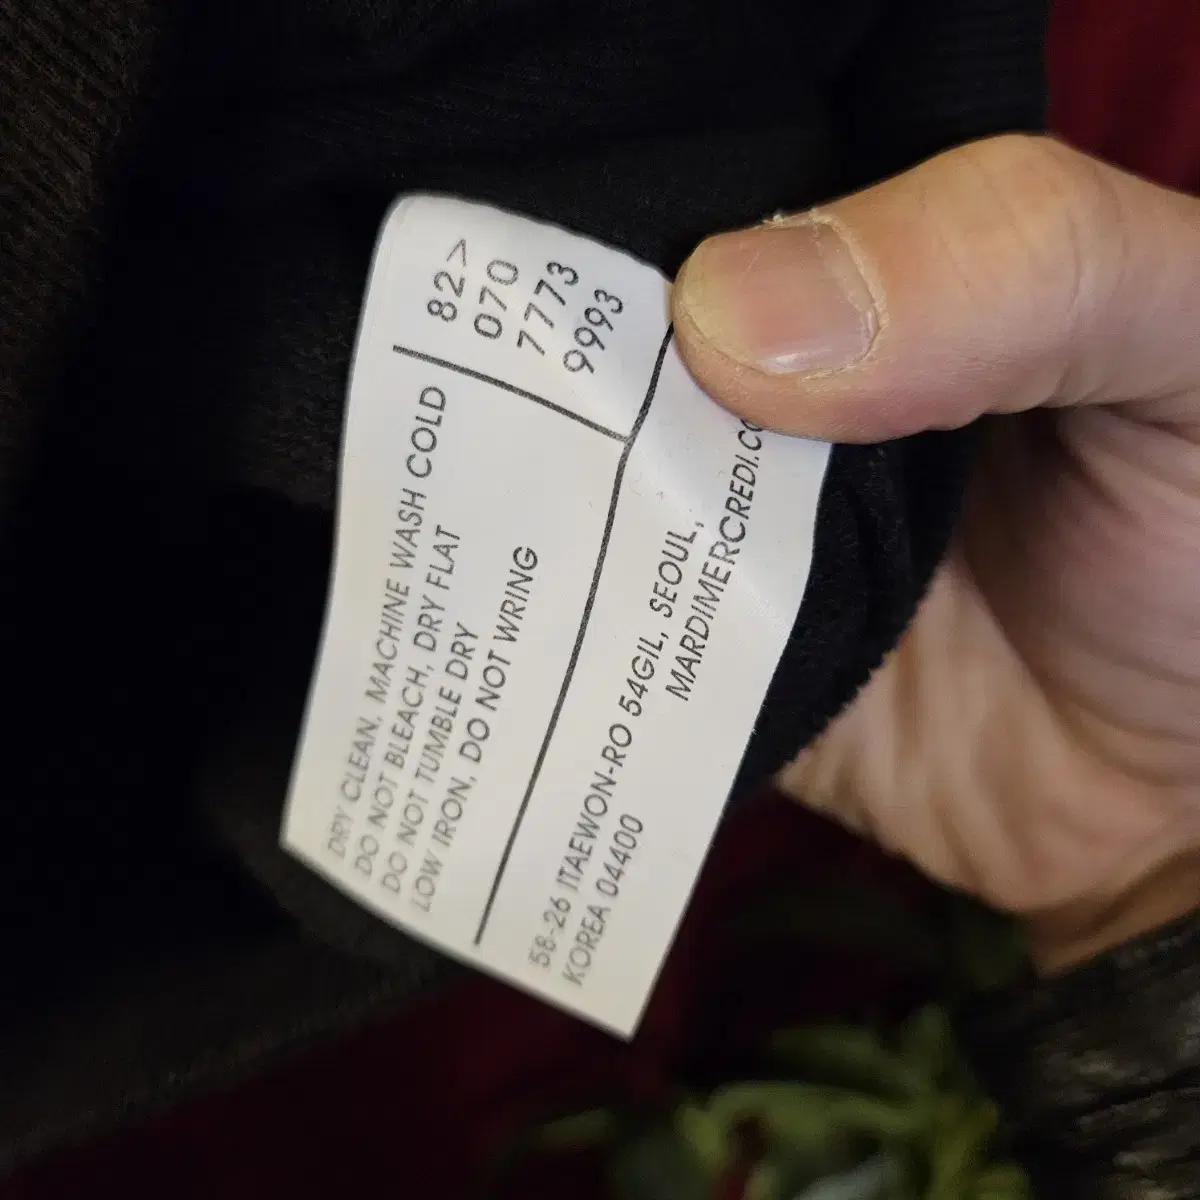 DRY CLEAN, MACHINE WASH COLD
DO NOT BLEACH, DRY FLAT
DO NOT TUMBLE DRY
LOW IRON, DO NOT WRING
82>
070
7773
9993
58-26 ITAEWON-RO 54GIL, SEOUL,
KOREA 04400
MARDIMERCREDI.CO